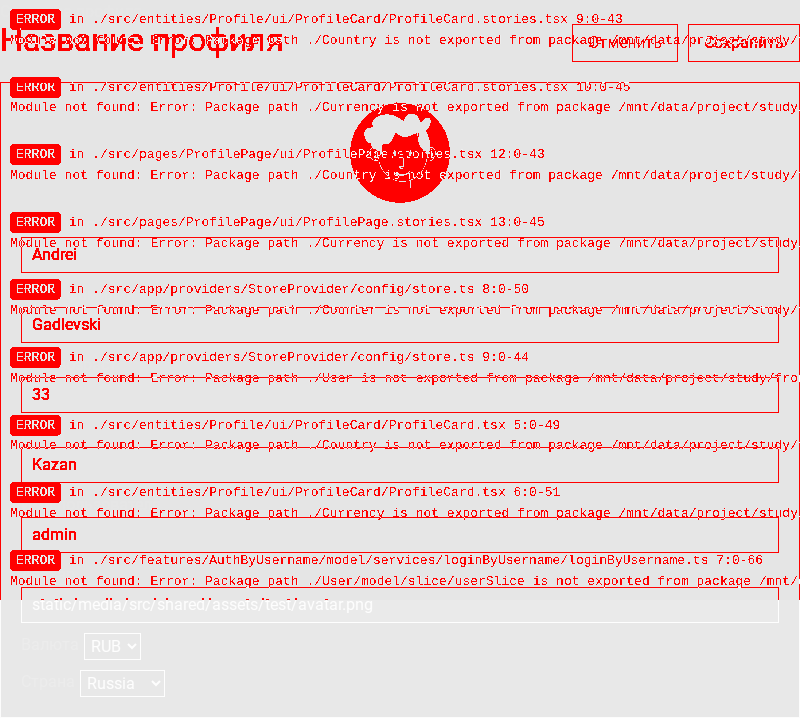 ERROR in ./src/entities/Profile/ui/ProfileCard/ProfileCard.stories.tsx 9:0-43
Название профиля
Module not found: Error: Package path ./Country is not exported from package /mnt/data/project/study/
Отменить
Сохранить
ERROR in ./src/entities/Profile/ui/ProfileCard/ProfileCard.stories.tsx 10:0-45
Module not found: Error: Package path ./Currency is not exported from package /mnt/data/project/study
ERROR in ./src/pages/ProfilePage/ui/ProfilePage.stories.tsx 12:0-43
Module not found: Error: Package path ./Country is not exported from package /mnt/data/project/study/
ERROR in ./src/pages/ProfilePage/ui/ProfilePage.stories.tsx 13:0-45
Module not found: Error: Package path ./Currency is not exported from package /mnt/data/project/study
Andrei
ERROR in ./src/app/providers/StoreProvider/config/store.ts 8:0-50
Module not found: Error: Package path ./Counter is not exported from package /mnt/data/project/study/
Gadlevski
ERROR in ./src/app/providers/StoreProvider/config/store.ts 9:0-44
Module not found: Error: Package path ./User is not exported from package /mnt/data/project/study/fro
33
ERROR in ./src/entities/Profile/ui/ProfileCard/ProfileCard.tsx 5:0-49
Module not found: Error: Package path ./Country is not exported from package /mnt/data/project/study/
Kazan
ERROR in ./src/entities/Profile/ui/ProfileCard/ProfileCard.tsx 6:0-51
Module not found: Error: Package path ./Currency is not exported from package /mnt/data/project/study
admin
ERROR in ./src/features/AuthByUsername/model/services/loginByUsername/loginByUsername.ts 7:0-66
Module not found: Error: Package path ./User/model/slice/userSlice is not exported from package /mnt/
static/media/src/shared/assets/test/avatar.png
RUB
Russia